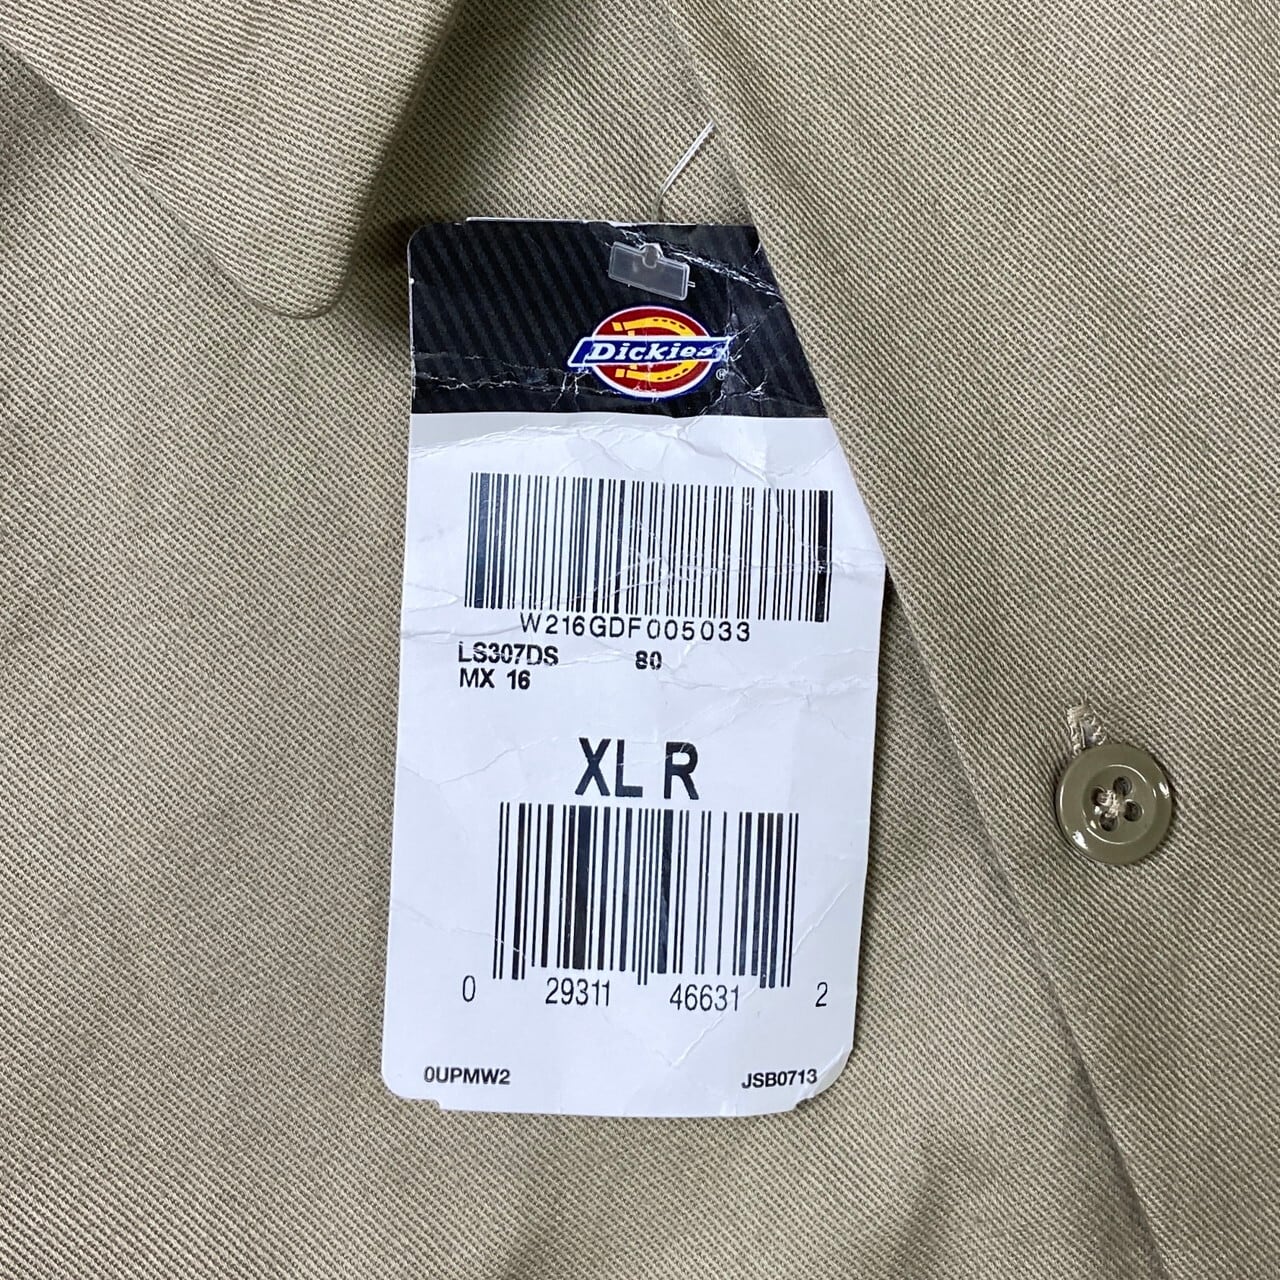 Dickies®
W216GDF005033
LS307DS 80
MX 16
XL R
0 29311 46631 2
0UPMW2 JSB0713